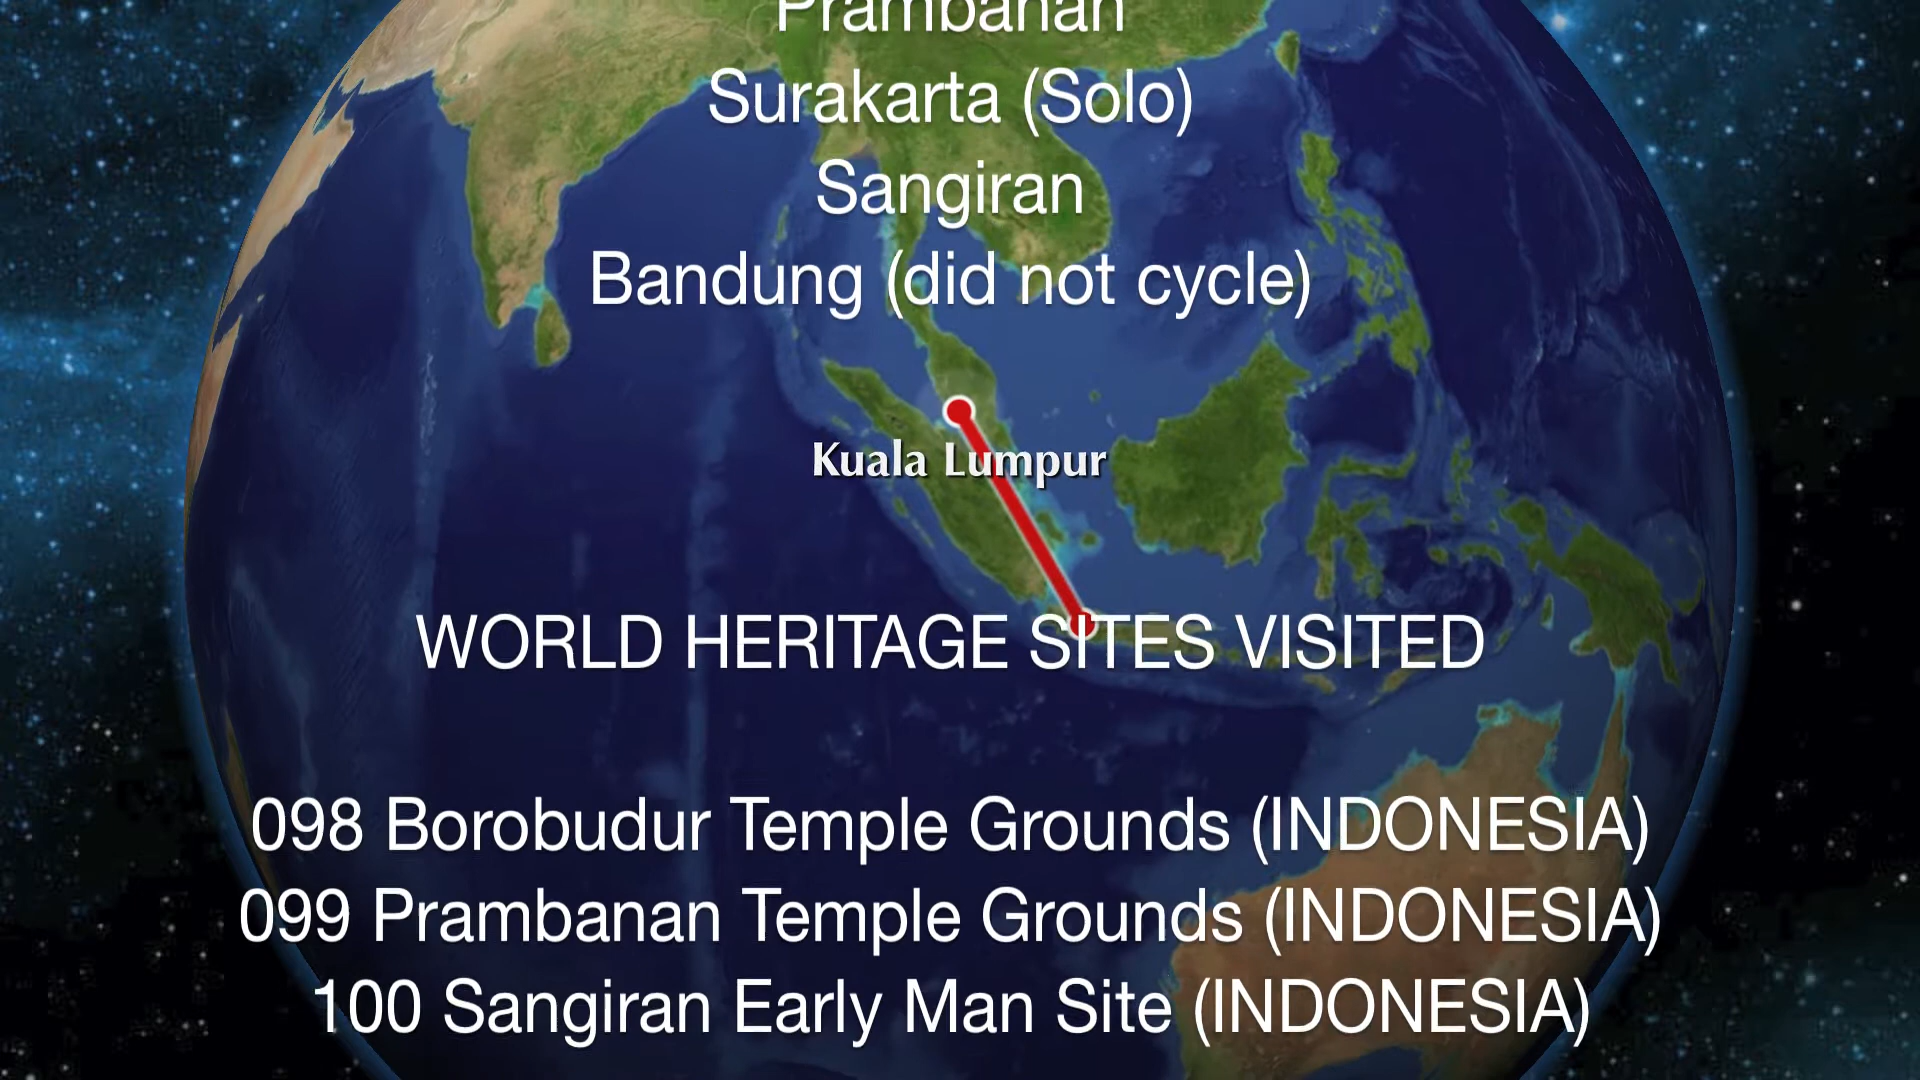 Prambanan
Surakarta (Solo)
Sangiran
Bandung (did not cycle)
Kuala Lumpur
WORLD HERITAGE SITES VISITED
098 Borobudur Temple Grounds (INDONESIA)
099 Prambanan Temple Grounds (INDONESIA)
100 Sangiran Early Man Site (INDONESIA)